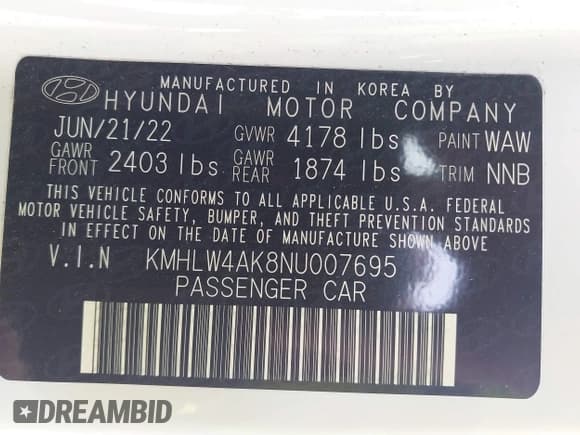 MANUFACTURED IN KOREA BY
HYUNDAI MOTOR COMPANY
JUN/21/22 GVWR 4178 lbs PAINT WAW
GAWR FRONT 2403 lbs GAWR REAR 1874 lbs TRIM NNB
THIS VEHICLE CONFORMS TO ALL APPLICABLE U.S.A. FEDERAL
MOTOR VEHICLE SAFETY, BUMPER, AND THEFT PREVENTION STANDARDS
IN EFFECT ON THE DATE OF MANUFACTURE SHOWN ABOVE
V.I.N KMHLW4AK8NU007695
PASSENGER CAR
DREAMBID